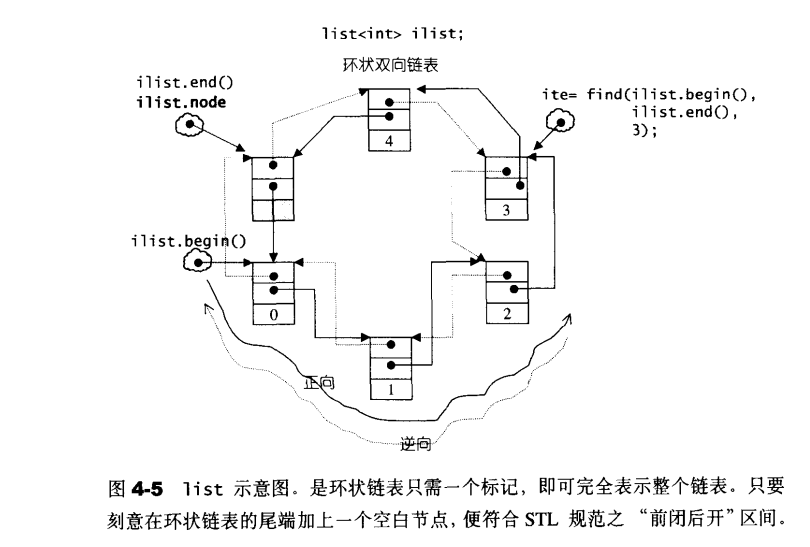 list<int> ilist;
环状双向链表
ilist.end()
ilist.node
ite= find(ilist.begin(),
ilist.end(),
3);
4
3
ilist.begin()
0
2
1
正向
逆向
图 4-5 list 示意图。是环状链表只需一个标记，即可完全表示整个链表。只要
刻意在环状链表的尾端加上一个空白节点，便符合 STL 规范之 “前闭后开”区间。